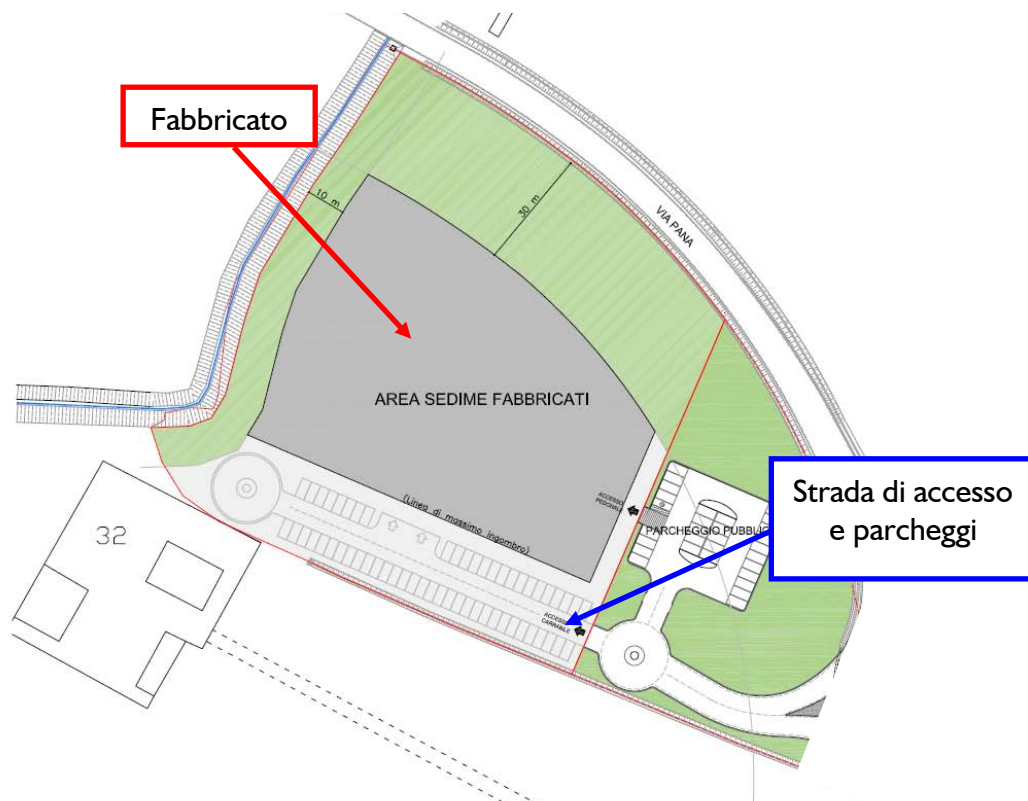 Fabbricato
VIA PANA
10 m
30 m
AREA SEDIME FABBRICATI
(Linea di massimo ingombro)
ACCESSO
PEDONALE
PARCHEGGIO PUBBLIC
Strada di accesso
e parcheggi
32
ACCESSO
CARRABILE